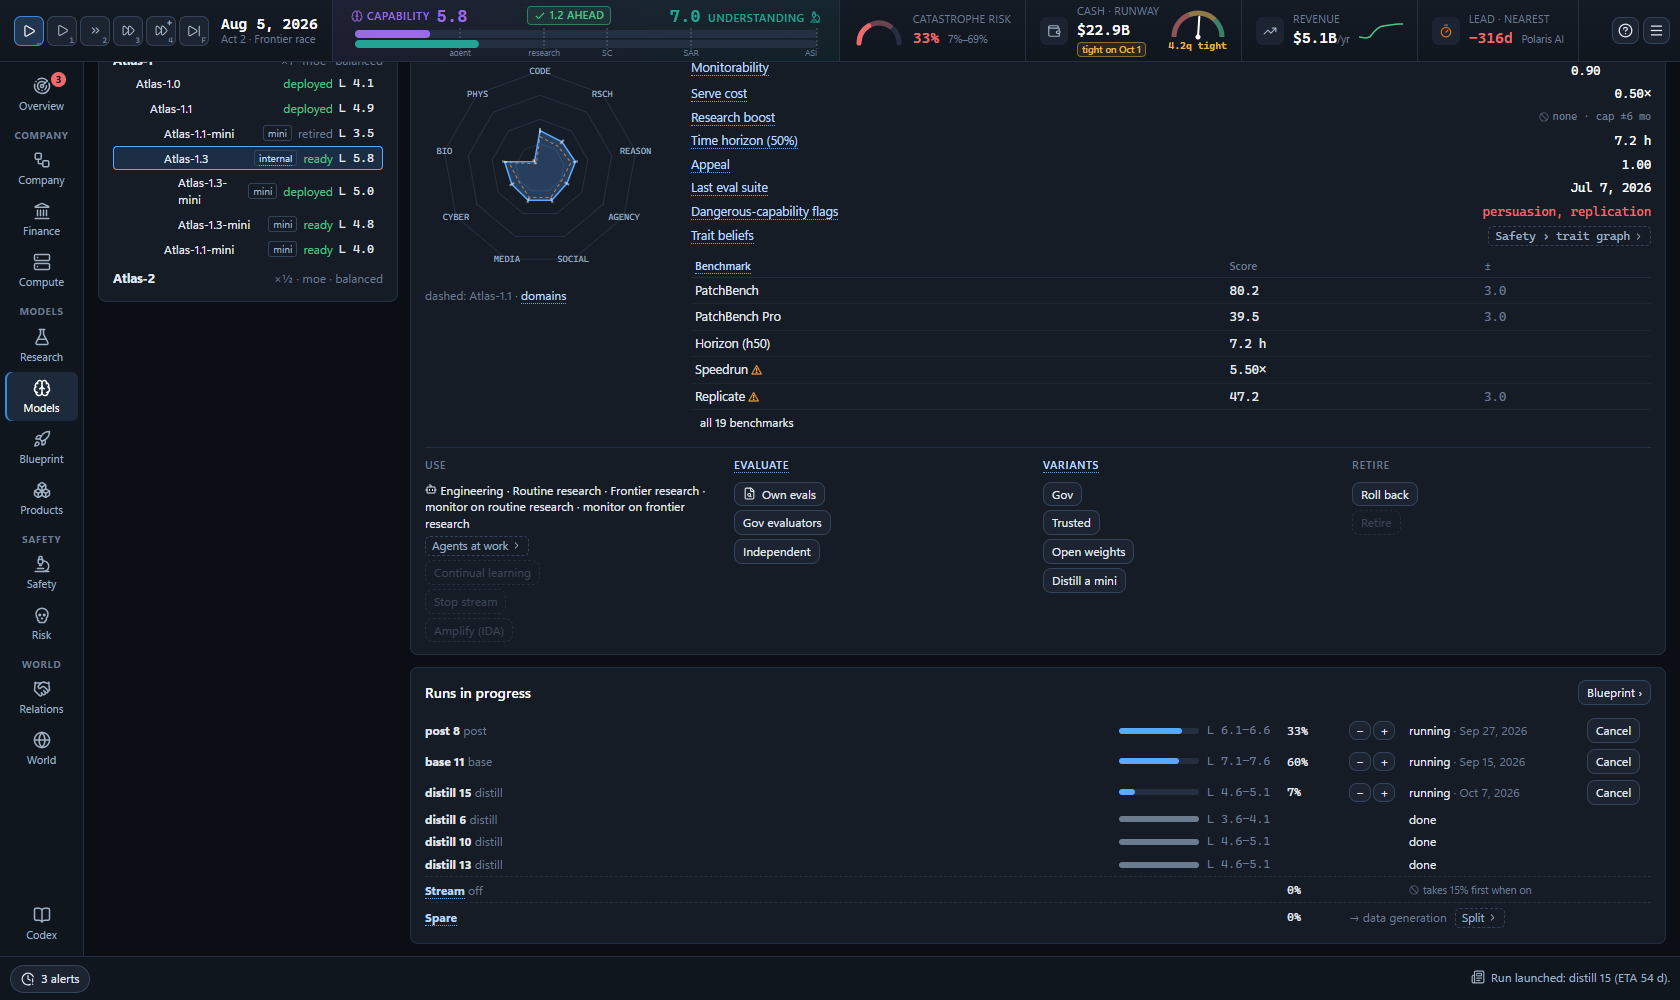 Aug 5, 2026
Act 2 · Frontier race
1
2
3
4
F
CAPABILITY 5.8
1.2 AHEAD
7.0 UNDERSTANDING
agent
research
SC
SAR
ASI
CATASTROPHE RISK
33% 7%–69%
CASH · RUNWAY
$22.9B
tight on Oct 1
4.2q tight
REVENUE
$5.1B/yr
LEAD · NEAREST
−316d Polaris AI
3
Overview
COMPANY
Company
Finance
Compute
MODELS
Research
Models
Blueprint
Products
SAFETY
Safety
Risk
WORLD
Relations
World
Codex
Atlas-1 ×1 · moe · balanced
Atlas-1.0 deployed L 4.1
Atlas-1.1 deployed L 4.9
Atlas-1.1-mini mini retired L 3.5
Atlas-1.3 internal ready L 5.8
Atlas-1.3-mini mini deployed L 5.0
Atlas-1.3-mini mini ready L 4.8
Atlas-1.1-mini mini ready L 4.0
Atlas-2 ×½ · moe · balanced
CODE
RSCH
REASON
AGENCY
SOCIAL
MEDIA
CYBER
BIO
PHYS
dashed: Atlas-1.1 · domains
Monitorability 0.90
Serve cost 0.50×
Research boost none · cap ±6 mo
Time horizon (50%) 7.2 h
Appeal 1.00
Last eval suite Jul 7, 2026
Dangerous-capability flags persuasion, replication
Trait beliefs Safety › trait graph ›
Benchmark Score ±
PatchBench 80.2 3.0
PatchBench Pro 39.5 3.0
Horizon (h50) 7.2 h
Speedrun 5.50×
Replicate 47.2 3.0
all 19 benchmarks
USE
Engineering · Routine research · Frontier research ·
monitor on routine research · monitor on frontier
research
Agents at work ›
Continual learning
Stop stream
Amplify (IDA)
EVALUATE
Own evals
Gov evaluators
Independent
VARIANTS
Gov
Trusted
Open weights
Distill a mini
RETIRE
Roll back
Retire
Runs in progress Blueprint ›
post 8 post L 6.1–6.6 33% − + running · Sep 27, 2026 Cancel
base 11 base L 7.1–7.6 60% − + running · Sep 15, 2026 Cancel
distill 15 distill L 4.6–5.1 7% − + running · Oct 7, 2026 Cancel
distill 6 distill L 3.6–4.1 done
distill 10 distill L 4.6–5.1 done
distill 13 distill L 4.6–5.1 done
Stream off 0% takes 15% first when on
Spare 0% → data generation Split ›
3 alerts
Run launched: distill 15 (ETA 54 d).